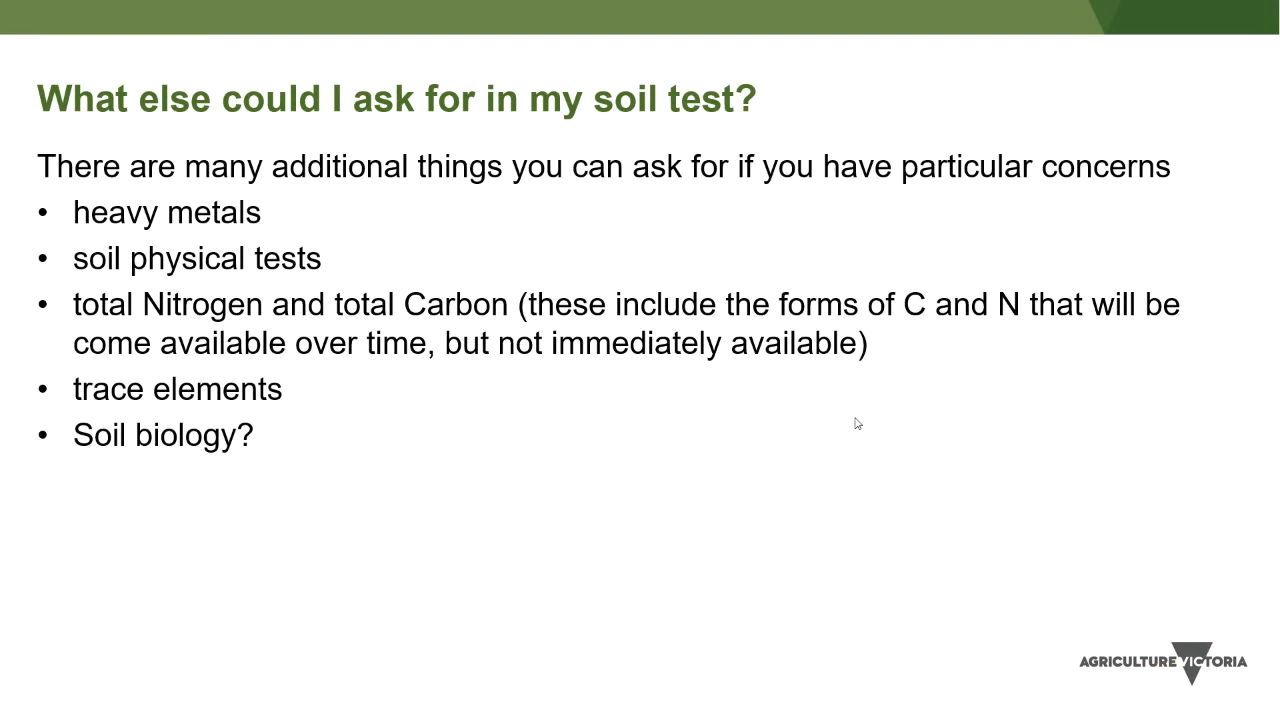 What else could I ask for in my soil test?
There are many additional things you can ask for if you have particular concerns
• heavy metals
• soil physical tests
• total Nitrogen and total Carbon (these include the forms of C and N that will be
come available over time, but not immediately available)
• trace elements
• Soil biology?
AGRICULTURE VICTORIA